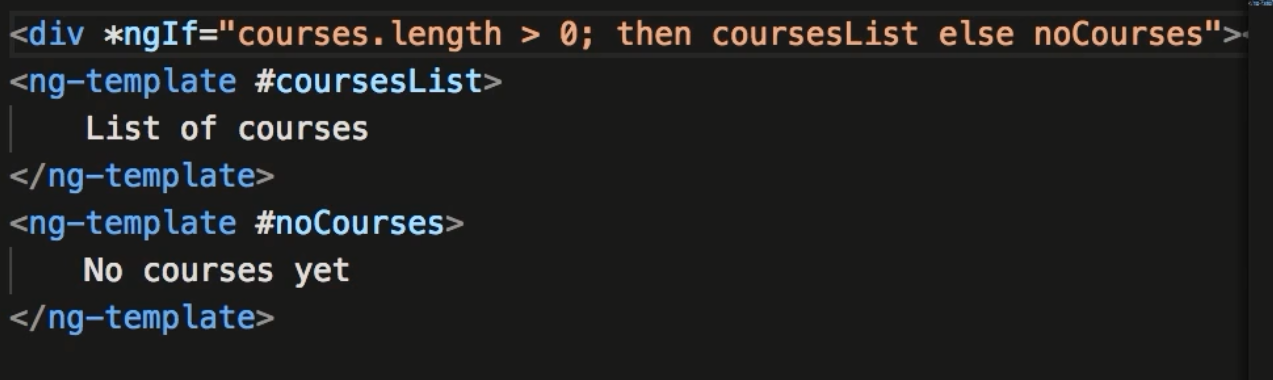 <div *ngIf="courses.length > 0; then coursesList else noCourses"><
<ng-template #coursesList>
List of courses
</ng-template>
<ng-template #noCourses>
No courses yet
</ng-template>